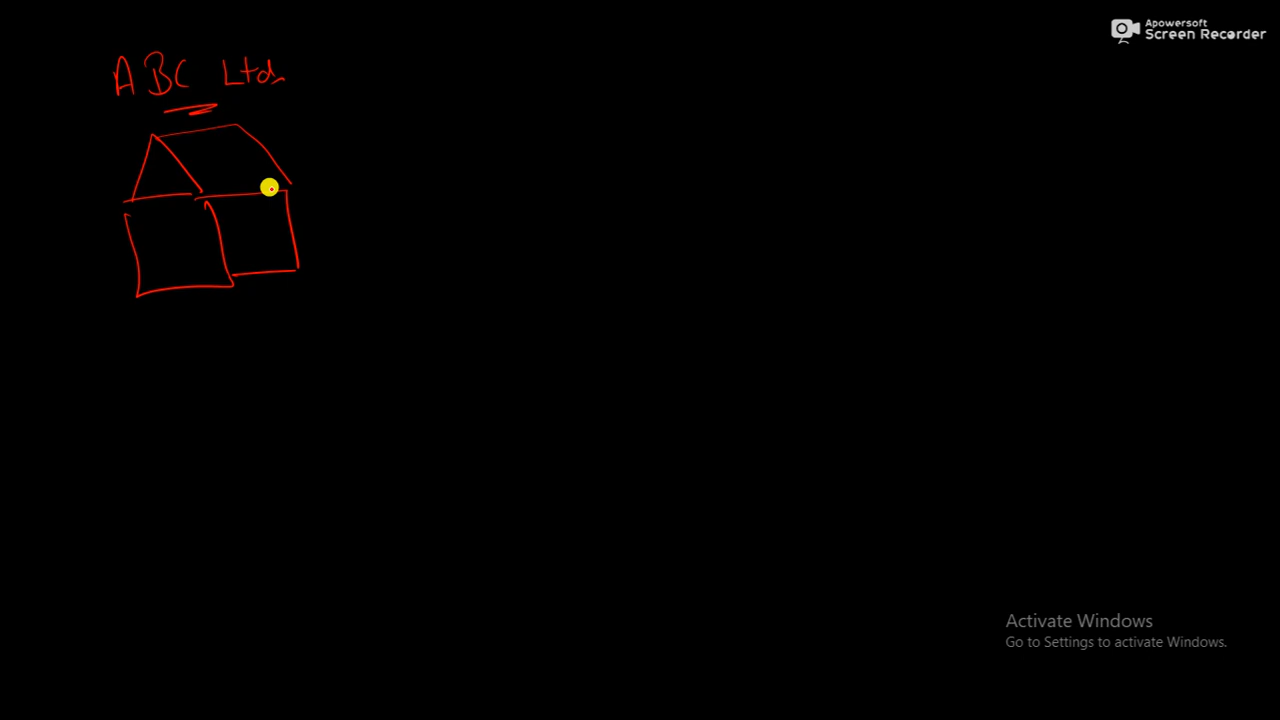 Apowersoft
Screen Recorder
ABC Ltd.
Activate Windows
Go to Settings to activate Windows.